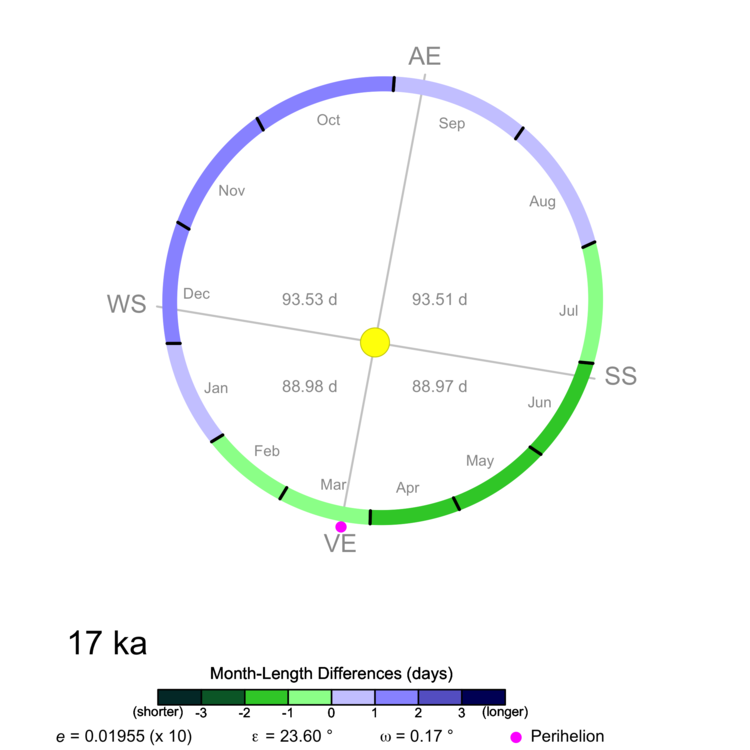 AE
Oct
Sep
Nov
Aug
WS
Dec
93.53 d
93.51 d
Jul
SS
Jan
88.98 d
88.97 d
Jun
Feb
May
Mar
Apr
VE
17 ka
Month-Length Differences (days)
(shorter) -3 -2 -1 0 1 2 3 (longer)
e = 0.01955 (x 10) ε = 23.60 ° ω = 0.17 ° Perihelion